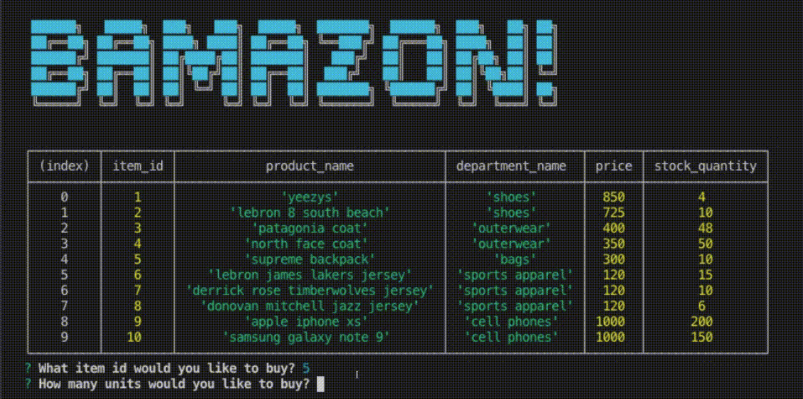 BAMAZON!
(index) item_id product_name department_name price stock_quantity
0 1 'yeezys' 'shoes' 850 4
1 2 'lebron 8 south beach' 'shoes' 725 10
2 3 'patagonia coat' 'outerwear' 400 48
3 4 'north face coat' 'outerwear' 350 50
4 5 'supreme backpack' 'bags' 300 10
5 6 'lebron james lakers jersey' 'sports apparel' 120 15
6 7 'derrick rose timberwolves jersey' 'sports apparel' 120 10
7 8 'donovan mitchell jazz jersey' 'sports apparel' 120 6
8 9 'apple iphone xs' 'cell phones' 1000 200
9 10 'samsung galaxy note 9' 'cell phones' 1000 150
? What item id would you like to buy? 5
? How many units would you like to buy?